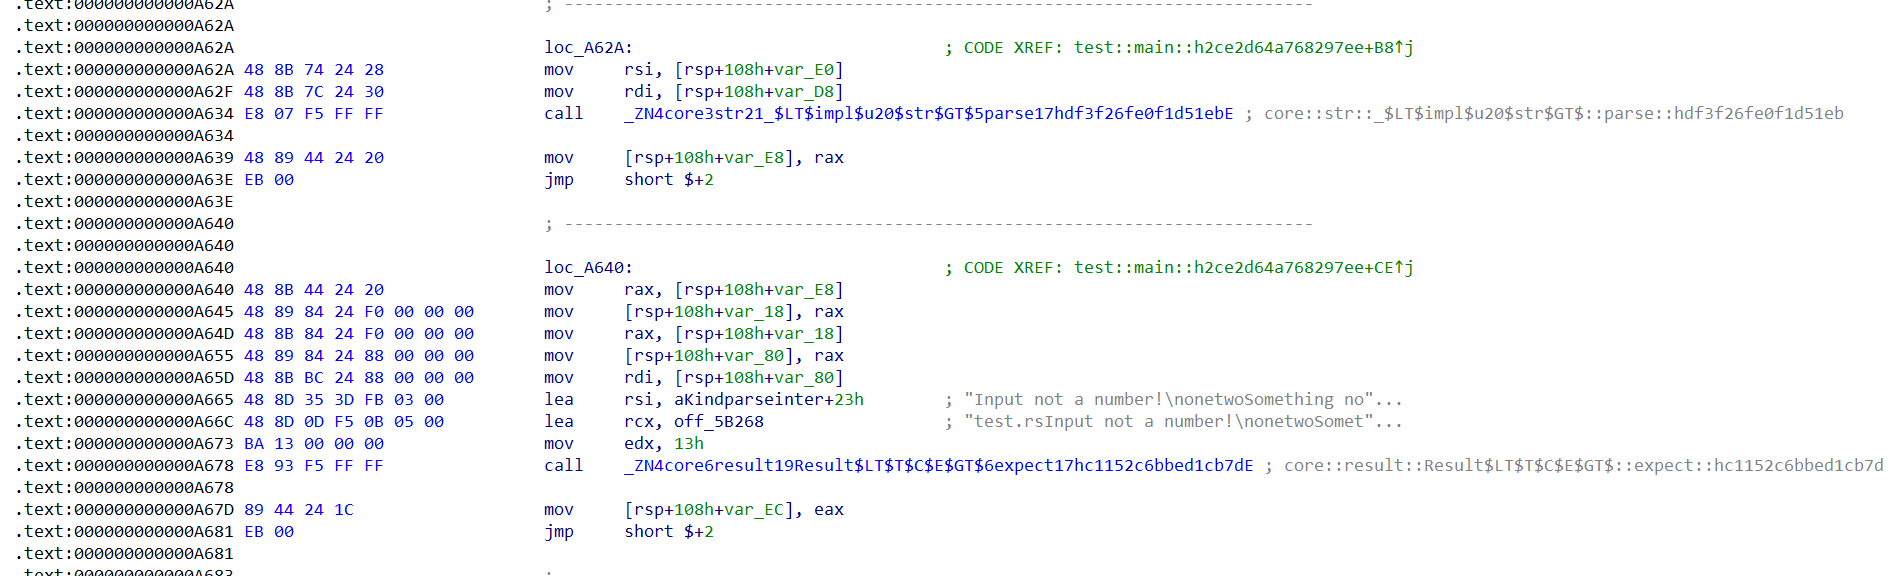 .text:000000000000A62A ; ---------------------------------------------------------------------------
.text:000000000000A62A
.text:000000000000A62A loc_A62A: ; CODE XREF: test::main::h2ce2d64a768297ee+B8↑j
.text:000000000000A62A 48 8B 74 24 28 mov rsi, [rsp+108h+var_E0]
.text:000000000000A62F 48 8B 7C 24 30 mov rdi, [rsp+108h+var_D8]
.text:000000000000A634 E8 07 F5 FF FF call _ZN4core3str21_$LT$impl$u20$str$GT$5parse17hdf3f26fe0f1d51ebE ; core::str::_$LT$impl$u20$str$GT$::parse::hdf3f26fe0f1d51eb
.text:000000000000A634
.text:000000000000A639 48 89 44 24 20 mov [rsp+108h+var_E8], rax
.text:000000000000A63E EB 00 jmp short $+2
.text:000000000000A63E
.text:000000000000A640 ; ---------------------------------------------------------------------------
.text:000000000000A640
.text:000000000000A640 loc_A640: ; CODE XREF: test::main::h2ce2d64a768297ee+CE↑j
.text:000000000000A640 48 8B 44 24 20 mov rax, [rsp+108h+var_E8]
.text:000000000000A645 48 89 84 24 F0 00 00 00 mov [rsp+108h+var_18], rax
.text:000000000000A64D 48 8B 84 24 F0 00 00 00 mov rax, [rsp+108h+var_18]
.text:000000000000A655 48 89 84 24 88 00 00 00 mov [rsp+108h+var_80], rax
.text:000000000000A65D 48 8B BC 24 88 00 00 00 mov rdi, [rsp+108h+var_80]
.text:000000000000A665 48 8D 35 3D FB 03 00 lea rsi, aKindparseinter+23h ; "Input not a number!\nonetwoSomething no"...
.text:000000000000A66C 48 8D 0D F5 0B 05 00 lea rcx, off_5B268 ; "test.rsInput not a number!\nonetwoSomet"...
.text:000000000000A673 BA 13 00 00 00 mov edx, 13h
.text:000000000000A678 E8 93 F5 FF FF call _ZN4core6result19Result$LT$T$C$E$GT$6expect17hc1152c6bbed1cb7dE ; core::result::Result$LT$T$C$E$GT$::expect::hc1152c6bbed1cb7d
.text:000000000000A678
.text:000000000000A67D 89 44 24 1C mov [rsp+108h+var_EC], eax
.text:000000000000A681 EB 00 jmp short $+2
.text:000000000000A681
.text:000000000000A683 ;